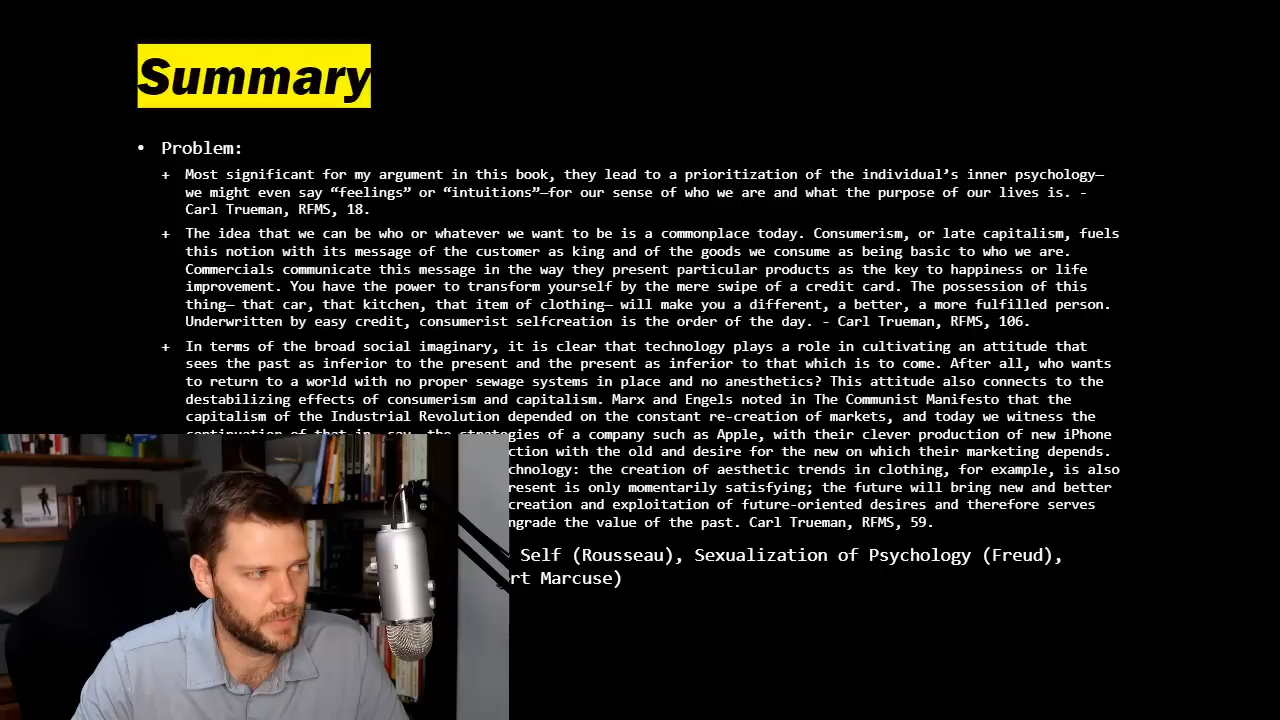 Summary
• Problem:
+ Most significant for my argument in this book, they lead to a prioritization of the individual’s inner psychology—
we might even say “feelings” or “intuitions”—for our sense of who we are and what the purpose of our lives is. -
Carl Trueman, RFMS, 18.
+ The idea that we can be who or whatever we want to be is a commonplace today. Consumerism, or late capitalism, fuels
this notion with its message of the customer as king and of the goods we consume as being basic to who we are.
Commercials communicate this message in the way they present particular products as the key to happiness or life
improvement. You have the power to transform yourself by the mere swipe of a credit card. The possession of this
thing— that car, that kitchen, that item of clothing— will make you a different, a better, a more fulfilled person.
Underwritten by easy credit, consumerist selfcreation is the order of the day. - Carl Trueman, RFMS, 106.
+ In terms of the broad social imaginary, it is clear that technology plays a role in cultivating an attitude that
sees the past as inferior to the present and the present as inferior to that which is to come. After all, who wants
to return to a world with no proper sewage systems in place and no anesthetics? This attitude also connects to the
destabilizing effects of consumerism and capitalism. Marx and Engels noted in The Communist Manifesto that the
capitalism of the Industrial Revolution depended on the constant re-creation of markets, and today we witness the
strategies of a company such as Apple, with their clever production of new iPhone
ction with the old and desire for the new on which their marketing depends.
chnology: the creation of aesthetic trends in clothing, for example, is also
resent is only momentarily satisfying; the future will bring new and better
creation and exploitation of future-oriented desires and therefore serves
ngrade the value of the past. Carl Trueman, RFMS, 59.
Self (Rousseau), Sexualization of Psychology (Freud),
rt Marcuse)